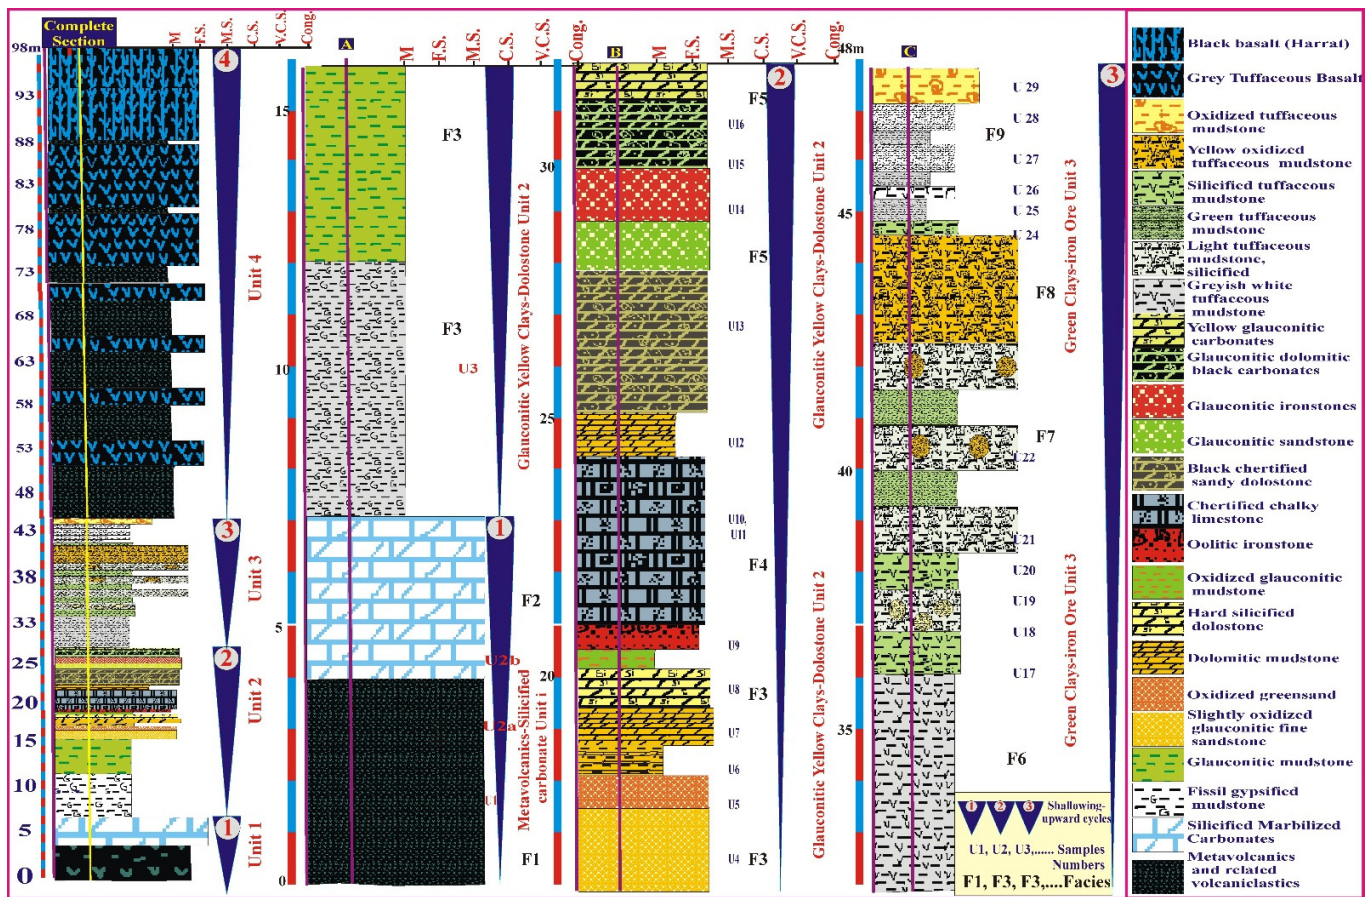 Complete
Section
M
F.S.
M.S.
C.S.
V.C.S.
Cong.
98m
93
88
83
78
73
68
63
58
53
48
43
38
33
25
20
15
10
5
0
4
3
2
1
Unit 4
Unit 3
Unit 2
Unit 1
A
M
F.S.
M.S.
C.S.
V.C.S.
Cong.
15
10
5
0
F3
F3
U3
1
F2
U2b
U2a
U1
F1
Glauconitic Yellow Clays-Dolostone Unit 2
Metavolcanics-Silicified
carbonate Unit i
B
M
F.S.
M.S.
C.S.
V.C.S.
Cong.
30
25
20
2
F5
U16
U15
U14
F5
U13
U12
U10,
U11
F4
U9
U8
F3
U7
U6
U5
U4
F3
Glauconitic Yellow Clays-Dolostone Unit 2
Glauconitic Yellow Clays-Dolostone Unit 2
48m
C
45
40
35
3
U 29
U 28
F9
U 27
U 26
U 25
U 24
F8
F7
U22
U21
U20
U19
U18
U17
F6
Green Clays-iron Ore Unit 3
Green Clays-iron Ore Unit 3
1 2 3 Shallowing-
upward cycles
U1, U2, U3,...... Samples
Numbers
F1, F3, F3,....Facies
Black basalt (Harrat)
Grey Tuffaceous Basalt
Oxidized tuffaceous
mudstone
Yellow oxidized
tuffaceous mudstone
Silicified tuffaceous
mudstone
Green tuffaceous
mudstone
Light tuffaceous
mudstone,
silicified
Greyish white
tuffaceous
mudstone
Yellow glauconitic
carbonates
Glauconitic dolomitic
black carbonates
Glauconitic ironstones
Glauconitic sandstone
Black chertified
sandy dolostone
Chertified chalky
limestone
Oolitic ironstone
Oxidized glauconitic
mudstone
Hard silicified
dolostone
Dolomitic mudstone
Oxidized greensand
Slightly oxidized
glauconitic fine
sandstone
Glauconitic mudstone
Fissil gypsified
mudstone
Silicified Marbilized
Carbonates
Metavolcanics
and related
volcaniclastics